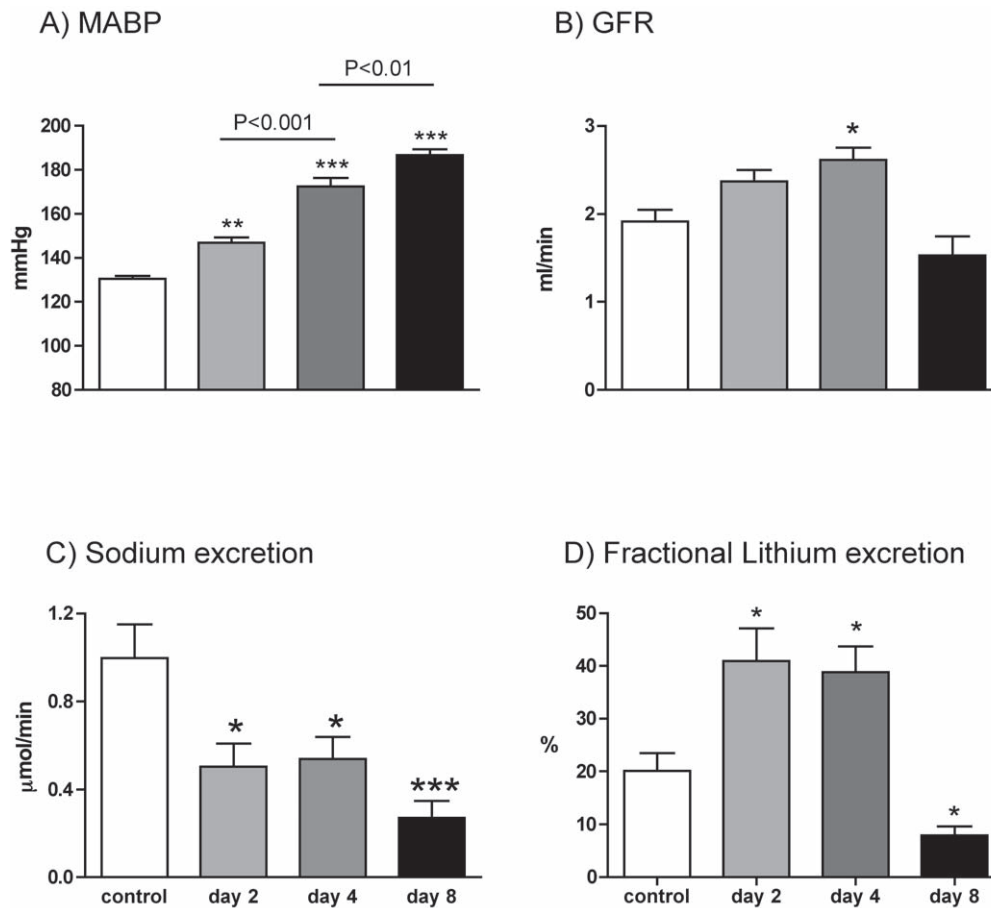 A) MABP
P<0.01
P<0.001
200
180
160
140
120
100
80
mmHg
**
***
***
B) GFR
3
2
1
0
ml/min
*
C) Sodium excretion
1.2
0.8
0.4
0.0
μmol/min
*
*
***
control day 2 day 4 day 8
D) Fractional Lithium excretion
50
40
30
20
10
0
%
*
*
*
control day 2 day 4 day 8